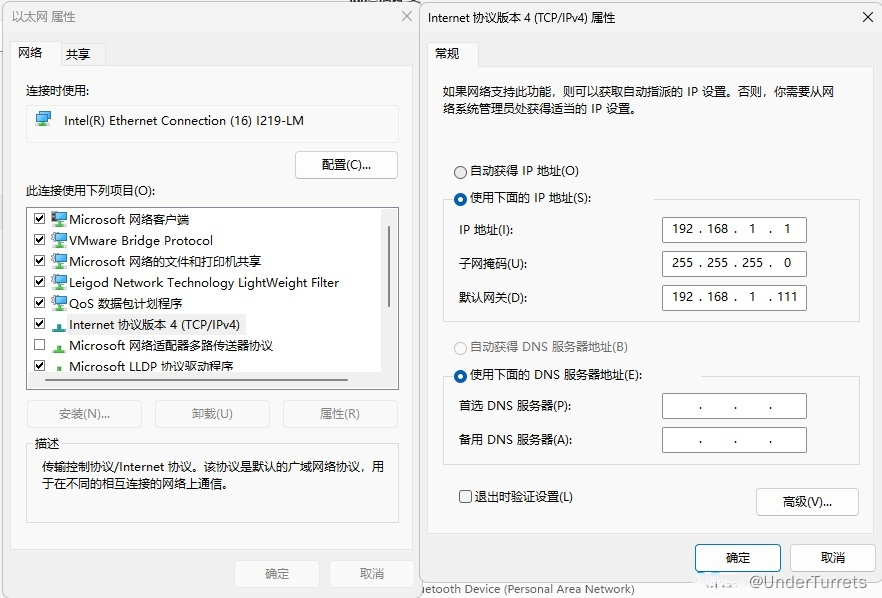 以太网 属性
网络
共享
连接时使用:
Intel(R) Ethernet Connection (16) I219-LM
配置(C)...
此连接使用下列项目(O):
Microsoft 网络客户端
VMware Bridge Protocol
Microsoft 网络的文件和打印机共享
Leigod Network Technology LightWeight Filter
QoS 数据包计划程序
Internet 协议版本 4 (TCP/IPv4)
Microsoft 网络适配器多路传送器协议
Microsoft LLDP 协议驱动程序
安装(N)...
卸载(U)
属性(R)
描述
传输控制协议/Internet 协议。该协议是默认的广域网络协议，用
于在不同的相互连接的网络上通信。
确定
取消
Internet 协议版本 4 (TCP/IPv4) 属性
常规
如果网络支持此功能，则可以获取自动指派的 IP 设置。否则，你需要从网
络系统管理员处获得适当的 IP 设置。
自动获得 IP 地址(O)
使用下面的 IP 地址(S):
IP 地址(I):
192 . 168 . 1 . 1
子网掩码(U):
255 . 255 . 255 . 0
默认网关(D):
192 . 168 . 1 . 111
自动获得 DNS 服务器地址(B)
使用下面的 DNS 服务器地址(E):
首选 DNS 服务器(P):
. . .
备用 DNS 服务器(A):
. . .
退出时验证设置(L)
高级(V)...
确定
取消
uetooth Device (Personal Area Network)
@UnderTurrets